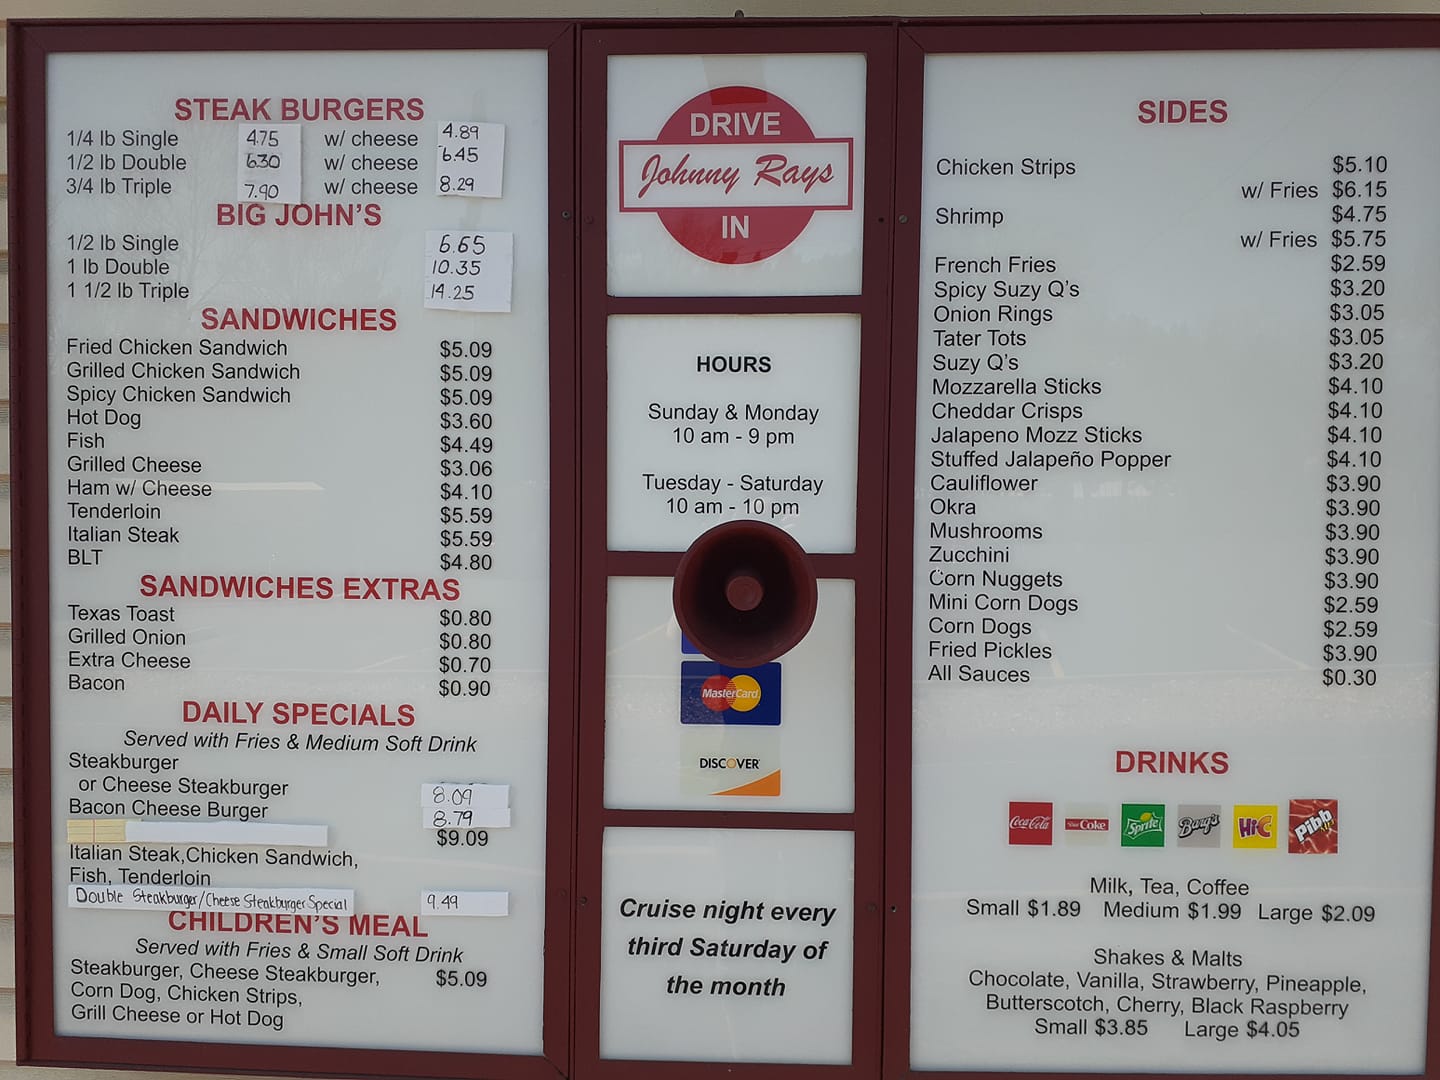 STEAK BURGERS
1/4 lb Single 4.75 w/ cheese 4.89
1/2 lb Double 6.30 w/ cheese 6.45
3/4 lb Triple 7.90 w/ cheese 8.29
BIG JOHN'S
1/2 lb Single 6.65
1 lb Double 10.35
1 1/2 lb Triple 14.25
SANDWICHES
Fried Chicken Sandwich $5.09
Grilled Chicken Sandwich $5.09
Spicy Chicken Sandwich $5.09
Hot Dog $3.60
Fish $4.49
Grilled Cheese $3.06
Ham w/ Cheese $4.10
Tenderloin $5.59
Italian Steak $5.59
BLT $4.80
SANDWICHES EXTRAS
Texas Toast $0.80
Grilled Onion $0.80
Extra Cheese $0.70
Bacon $0.90
DAILY SPECIALS
Served with Fries & Medium Soft Drink
Steakburger
or Cheese Steakburger 8.09
Bacon Cheese Burger 8.79
$9.09
Italian Steak,Chicken Sandwich,
Fish, Tenderloin
Double Steakburger/Cheese Steakburger Special 9.49
CHILDREN'S MEAL
Served with Fries & Small Soft Drink
Steakburger, Cheese Steakburger, $5.09
Corn Dog, Chicken Strips,
Grill Cheese or Hot Dog
DRIVE
Johnny Rays
IN
HOURS
Sunday & Monday
10 am - 9 pm
Tuesday - Saturday
10 am - 10 pm
MasterCard
DISCOVER
Cruise night every
third Saturday of
the month
SIDES
Chicken Strips $5.10
w/ Fries $6.15
Shrimp $4.75
w/ Fries $5.75
French Fries $2.59
Spicy Suzy Q's $3.20
Onion Rings $3.05
Tater Tots $3.05
Suzy Q's $3.20
Mozzarella Sticks $4.10
Cheddar Crisps $4.10
Jalapeno Mozz Sticks $4.10
Stuffed Jalapeño Popper $4.10
Cauliflower $3.90
Okra $3.90
Mushrooms $3.90
Zucchini $3.90
Corn Nuggets $3.90
Mini Corn Dogs $2.59
Corn Dogs $2.59
Fried Pickles $3.90
All Sauces $0.30
DRINKS
Coca-Cola Diet Coke Sprite Barq's Hi-C Pibb
Milk, Tea, Coffee
Small $1.89 Medium $1.99 Large $2.09
Shakes & Malts
Chocolate, Vanilla, Strawberry, Pineapple,
Butterscotch, Cherry, Black Raspberry
Small $3.85 Large $4.05